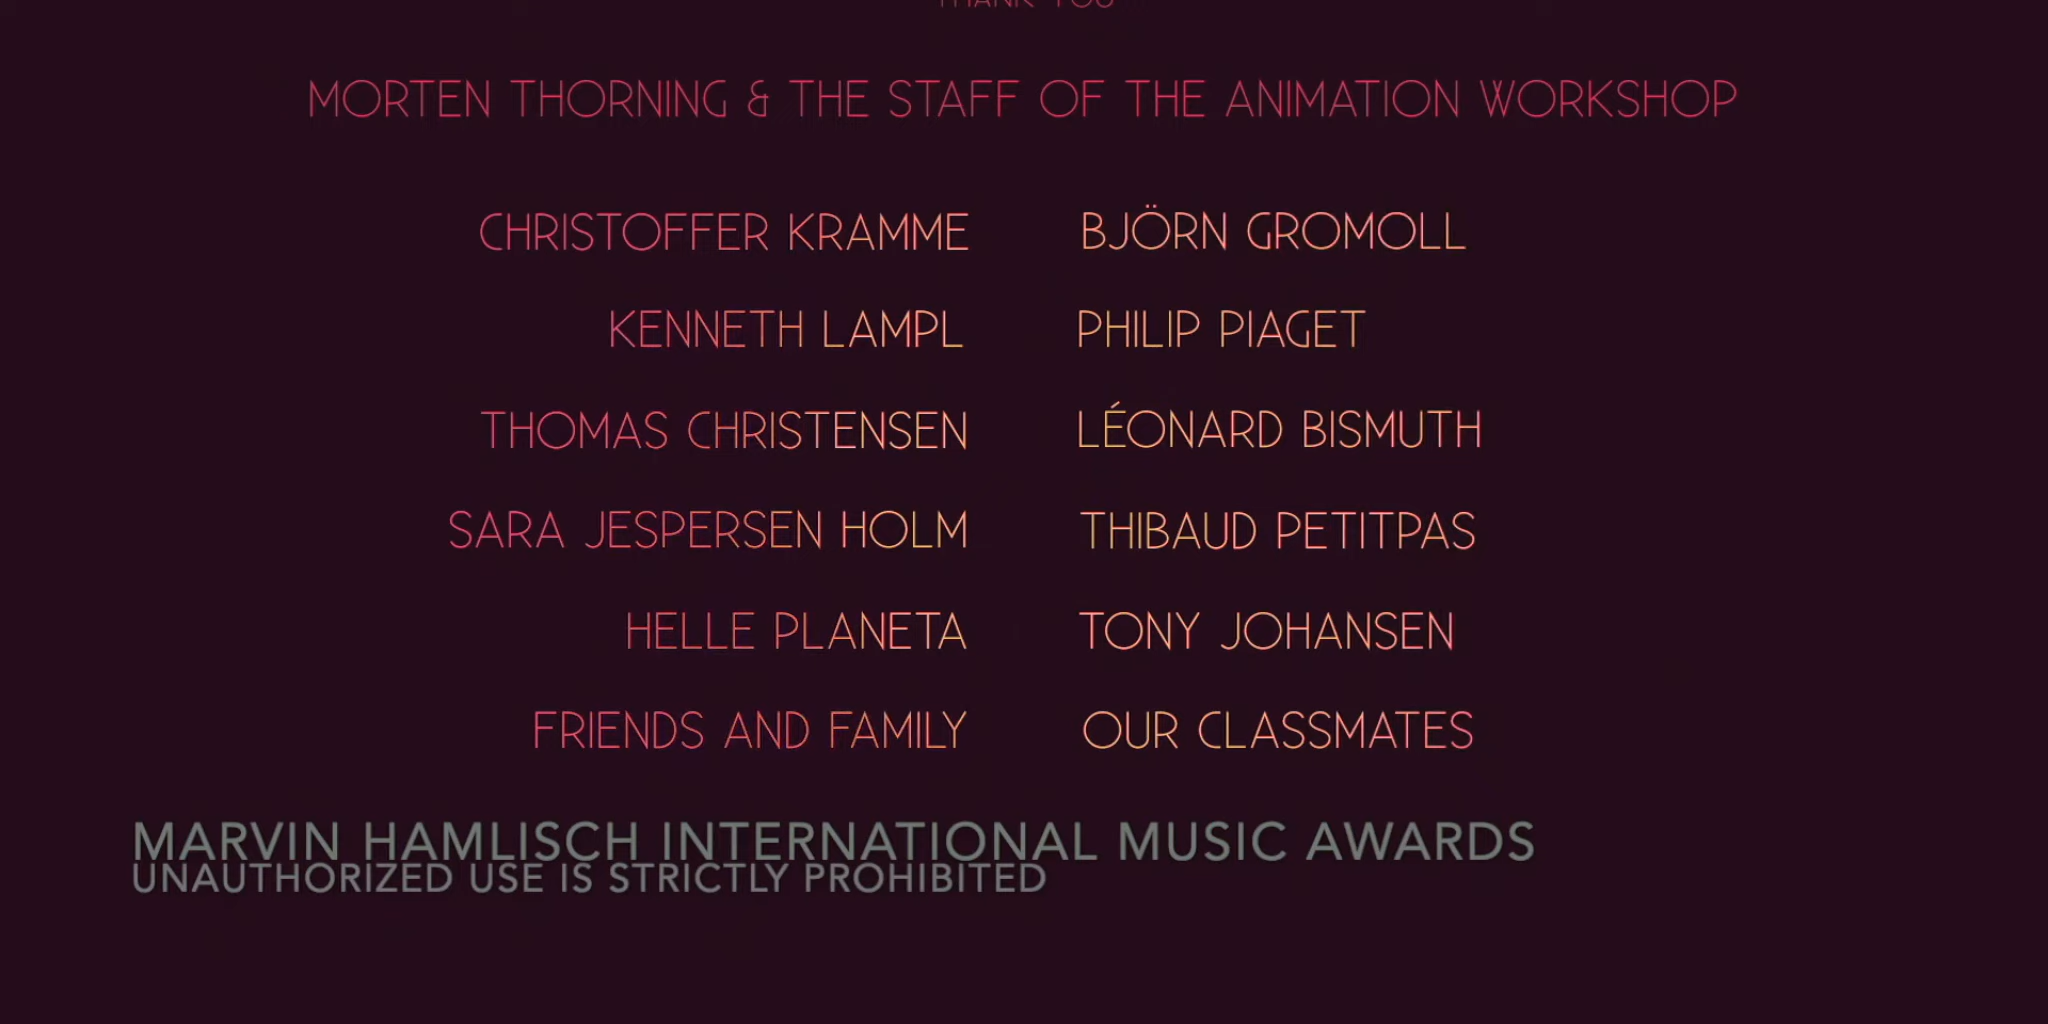 THANK YOU
MORTEN THORNING & THE STAFF OF THE ANIMATION WORKSHOP
CHRISTOFFER KRAMME BJÖRN GROMOLL
KENNETH LAMPL PHILIP PIAGET
THOMAS CHRISTENSEN LÉONARD BISMUTH
SARA JESPERSEN HOLM THIBAUD PETITPAS
HELLE PLANETA TONY JOHANSEN
FRIENDS AND FAMILY OUR CLASSMATES
MARVIN HAMLISCH INTERNATIONAL MUSIC AWARDS
UNAUTHORIZED USE IS STRICTLY PROHIBITED